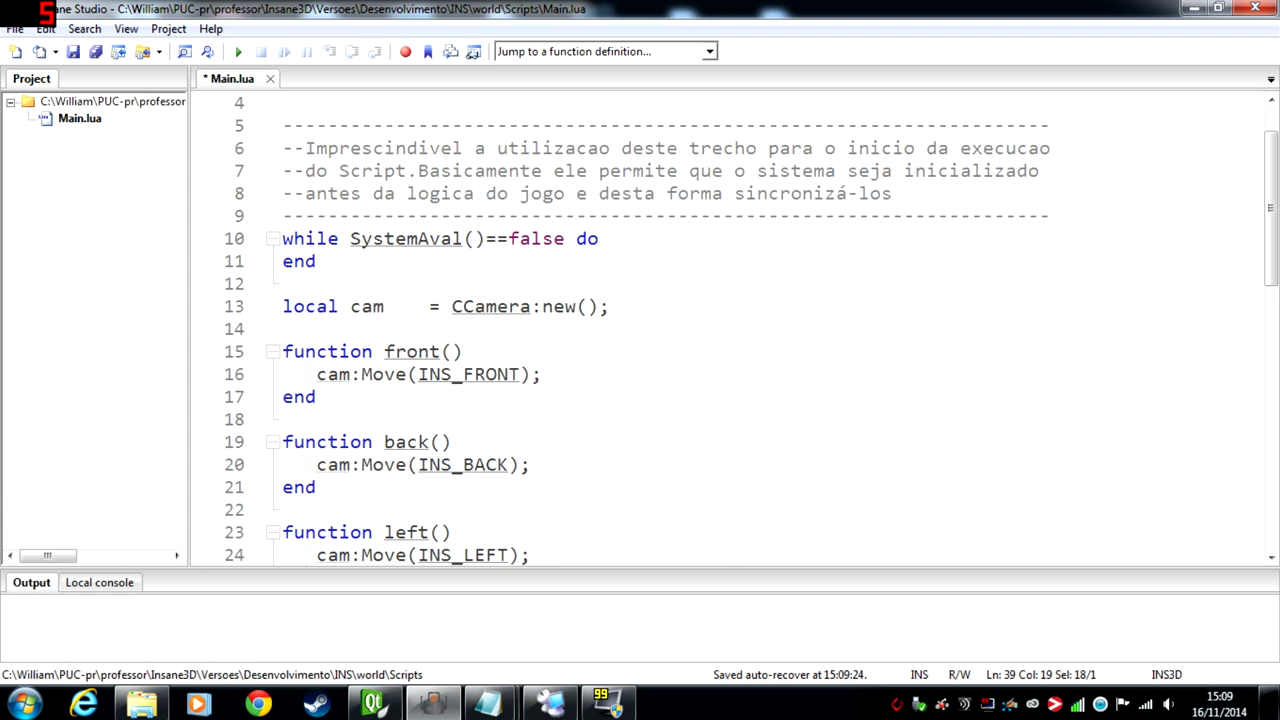 5
ane Studio - C:\William\PUC-pr\professor\Insane3D\Versoes\Desenvolvimento\INS\world\Scripts\Main.lua
File Edit Search View Project Help
Jump to a function definition...
Project
* Main.lua
C:\William\PUC-pr\professor
Main.lua
4
5 --------------------------------------------------------------------
6 --Imprescindivel a utilizacao deste trecho para o inicio da execucao
7 --do Script.Basicamente ele permite que o sistema seja inicializado
8 --antes da logica do jogo e desta forma sincronizá-los
9 --------------------------------------------------------------------
10 while SystemAval()==false do
11 end
12
13 local cam    = CCamera:new();
14
15 function front()
16    cam:Move(INS_FRONT);
17 end
18
19 function back()
20    cam:Move(INS_BACK);
21 end
22
23 function left()
24    cam:Move(INS_LEFT);
Output Local console
C:\William\PUC-pr\professor\Insane3D\Versoes\Desenvolvimento\INS\world\Scripts Saved auto-recover at 15:09:24. INS R/W Ln: 39 Col: 19 Sel: 18/1 INS3D
99
15:09
16/11/2014